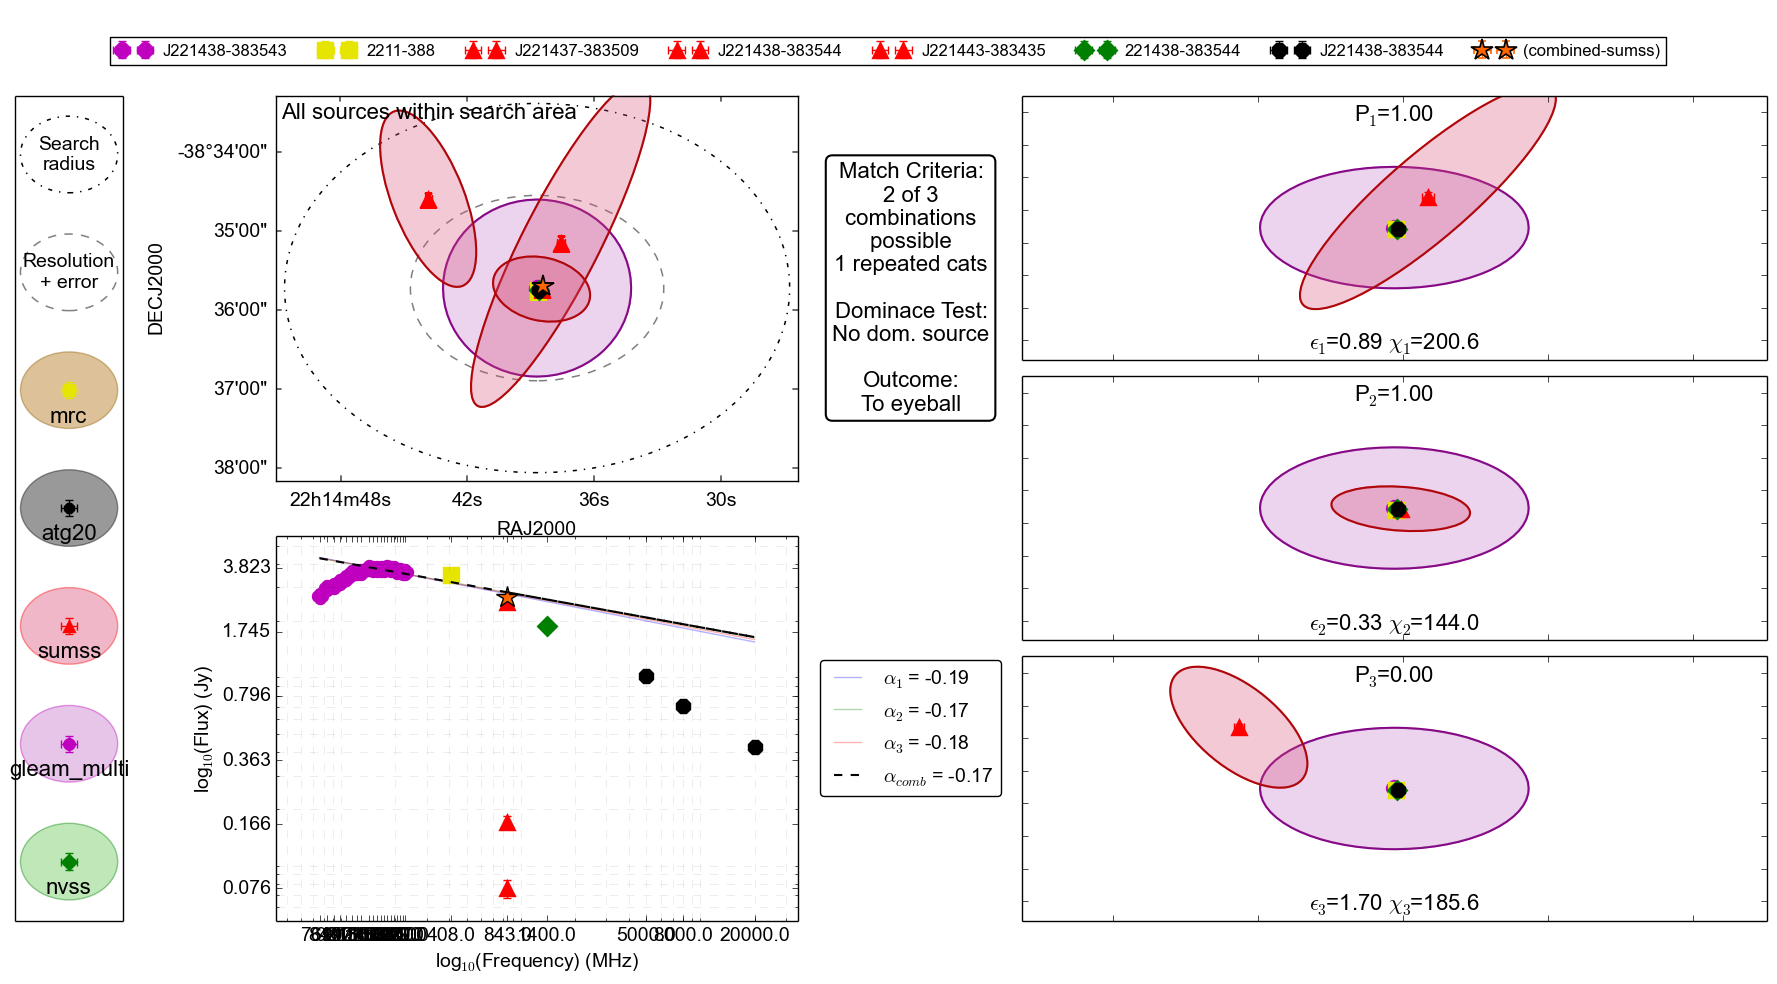 J221438-383543 2211-388 J221437-383509 J221438-383544 J221443-383435 221438-383544 J221438-383544 (combined-sumss)
Search
radius
Resolution
+ error
mrc
atg20
sumss
gleam_multi
nvss
All sources within search area
DECJ2000
-38°34'00"
35'00"
36'00"
37'00"
38'00"
22h14m48s 42s 36s 30s
RAJ2000
log10(Flux) (Jy)
3.823
1.745
0.796
0.363
0.166
0.076
408.0 843.0 1400.0 5000.0 8000.0 20000.0
log10(Frequency) (MHz)
Match Criteria:
2 of 3
combinations
possible
1 repeated cats
Dominace Test:
No dom. source
Outcome:
To eyeball
α1 = -0.19
α2 = -0.17
α3 = -0.18
αcomb = -0.17
P1=1.00
ϵ1=0.89 χ1=200.6
P2=1.00
ϵ2=0.33 χ2=144.0
P3=0.00
ϵ3=1.70 χ3=185.6